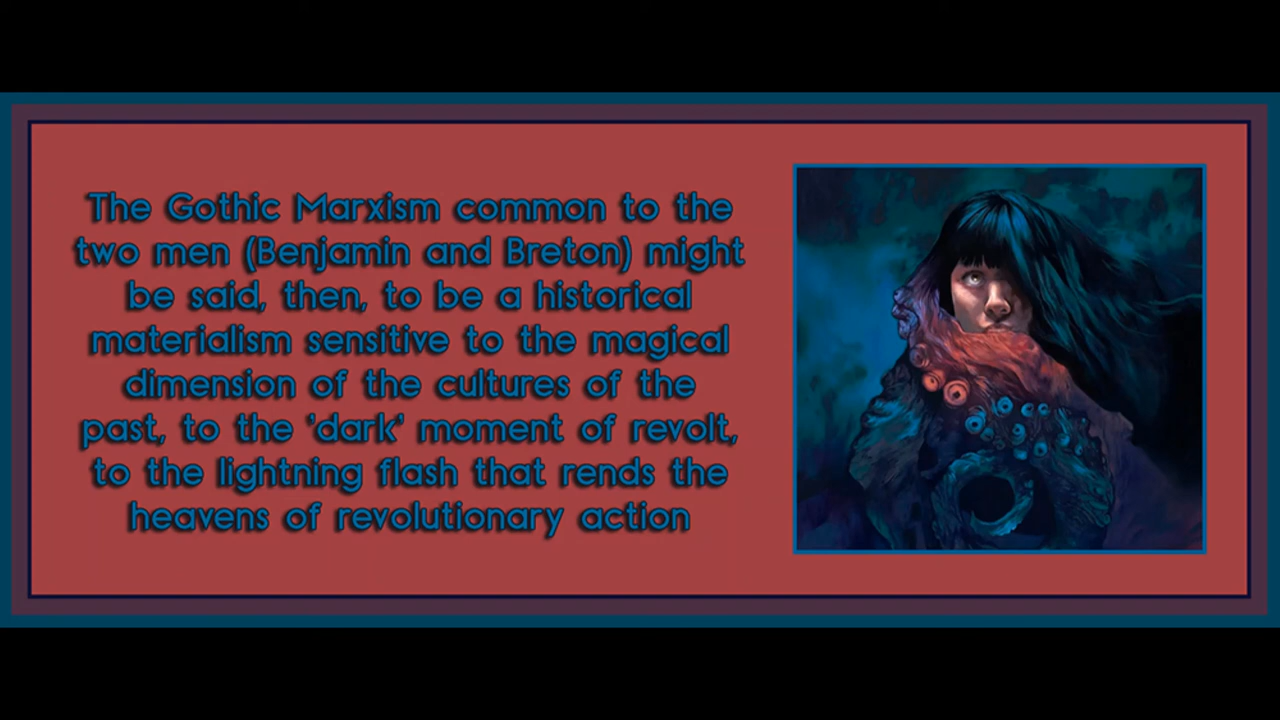 The Gothic Marxism common to the
two men (Benjamin and Breton) might
be said, then, to be a historical
materialism sensitive to the magical
dimension of the cultures of the
past, to the 'dark' moment of revolt,
to the lightning flash that rends the
heavens of revolutionary action